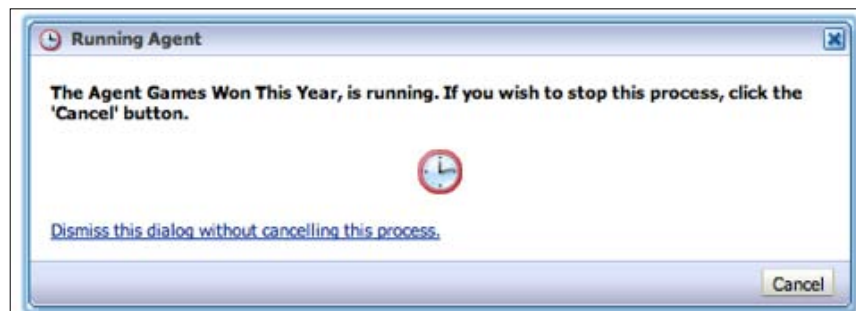 Running Agent
The Agent Games Won This Year, is running. If you wish to stop this process, click the
'Cancel' button.
Dismiss this dialog without cancelling this process.
Cancel